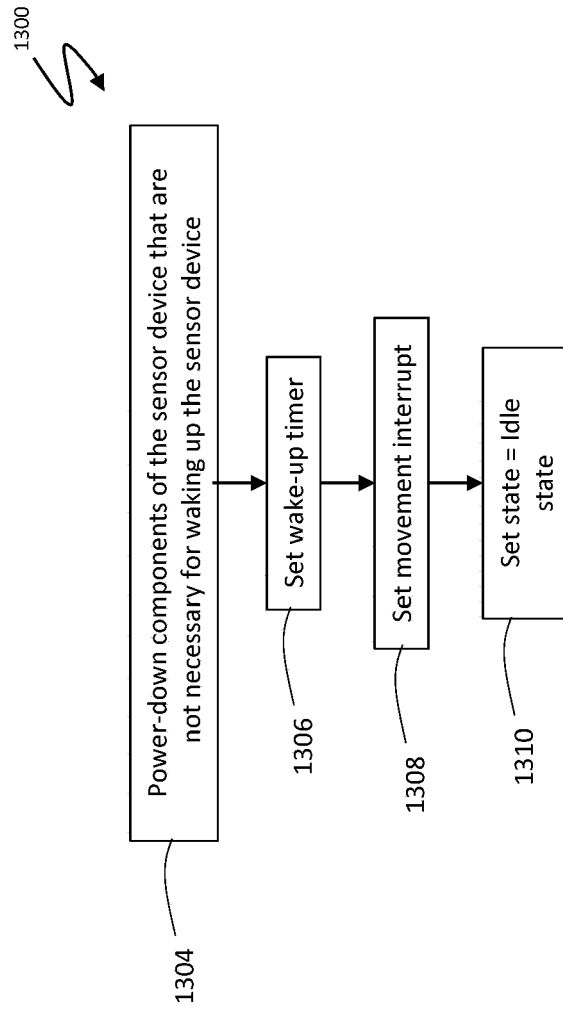 1300
Power-down components of the sensor device that are
not necessary for waking up the sensor device
1304
Set wake-up timer
1306
Set movement interrupt
1308
Set state = Idle
state
1310